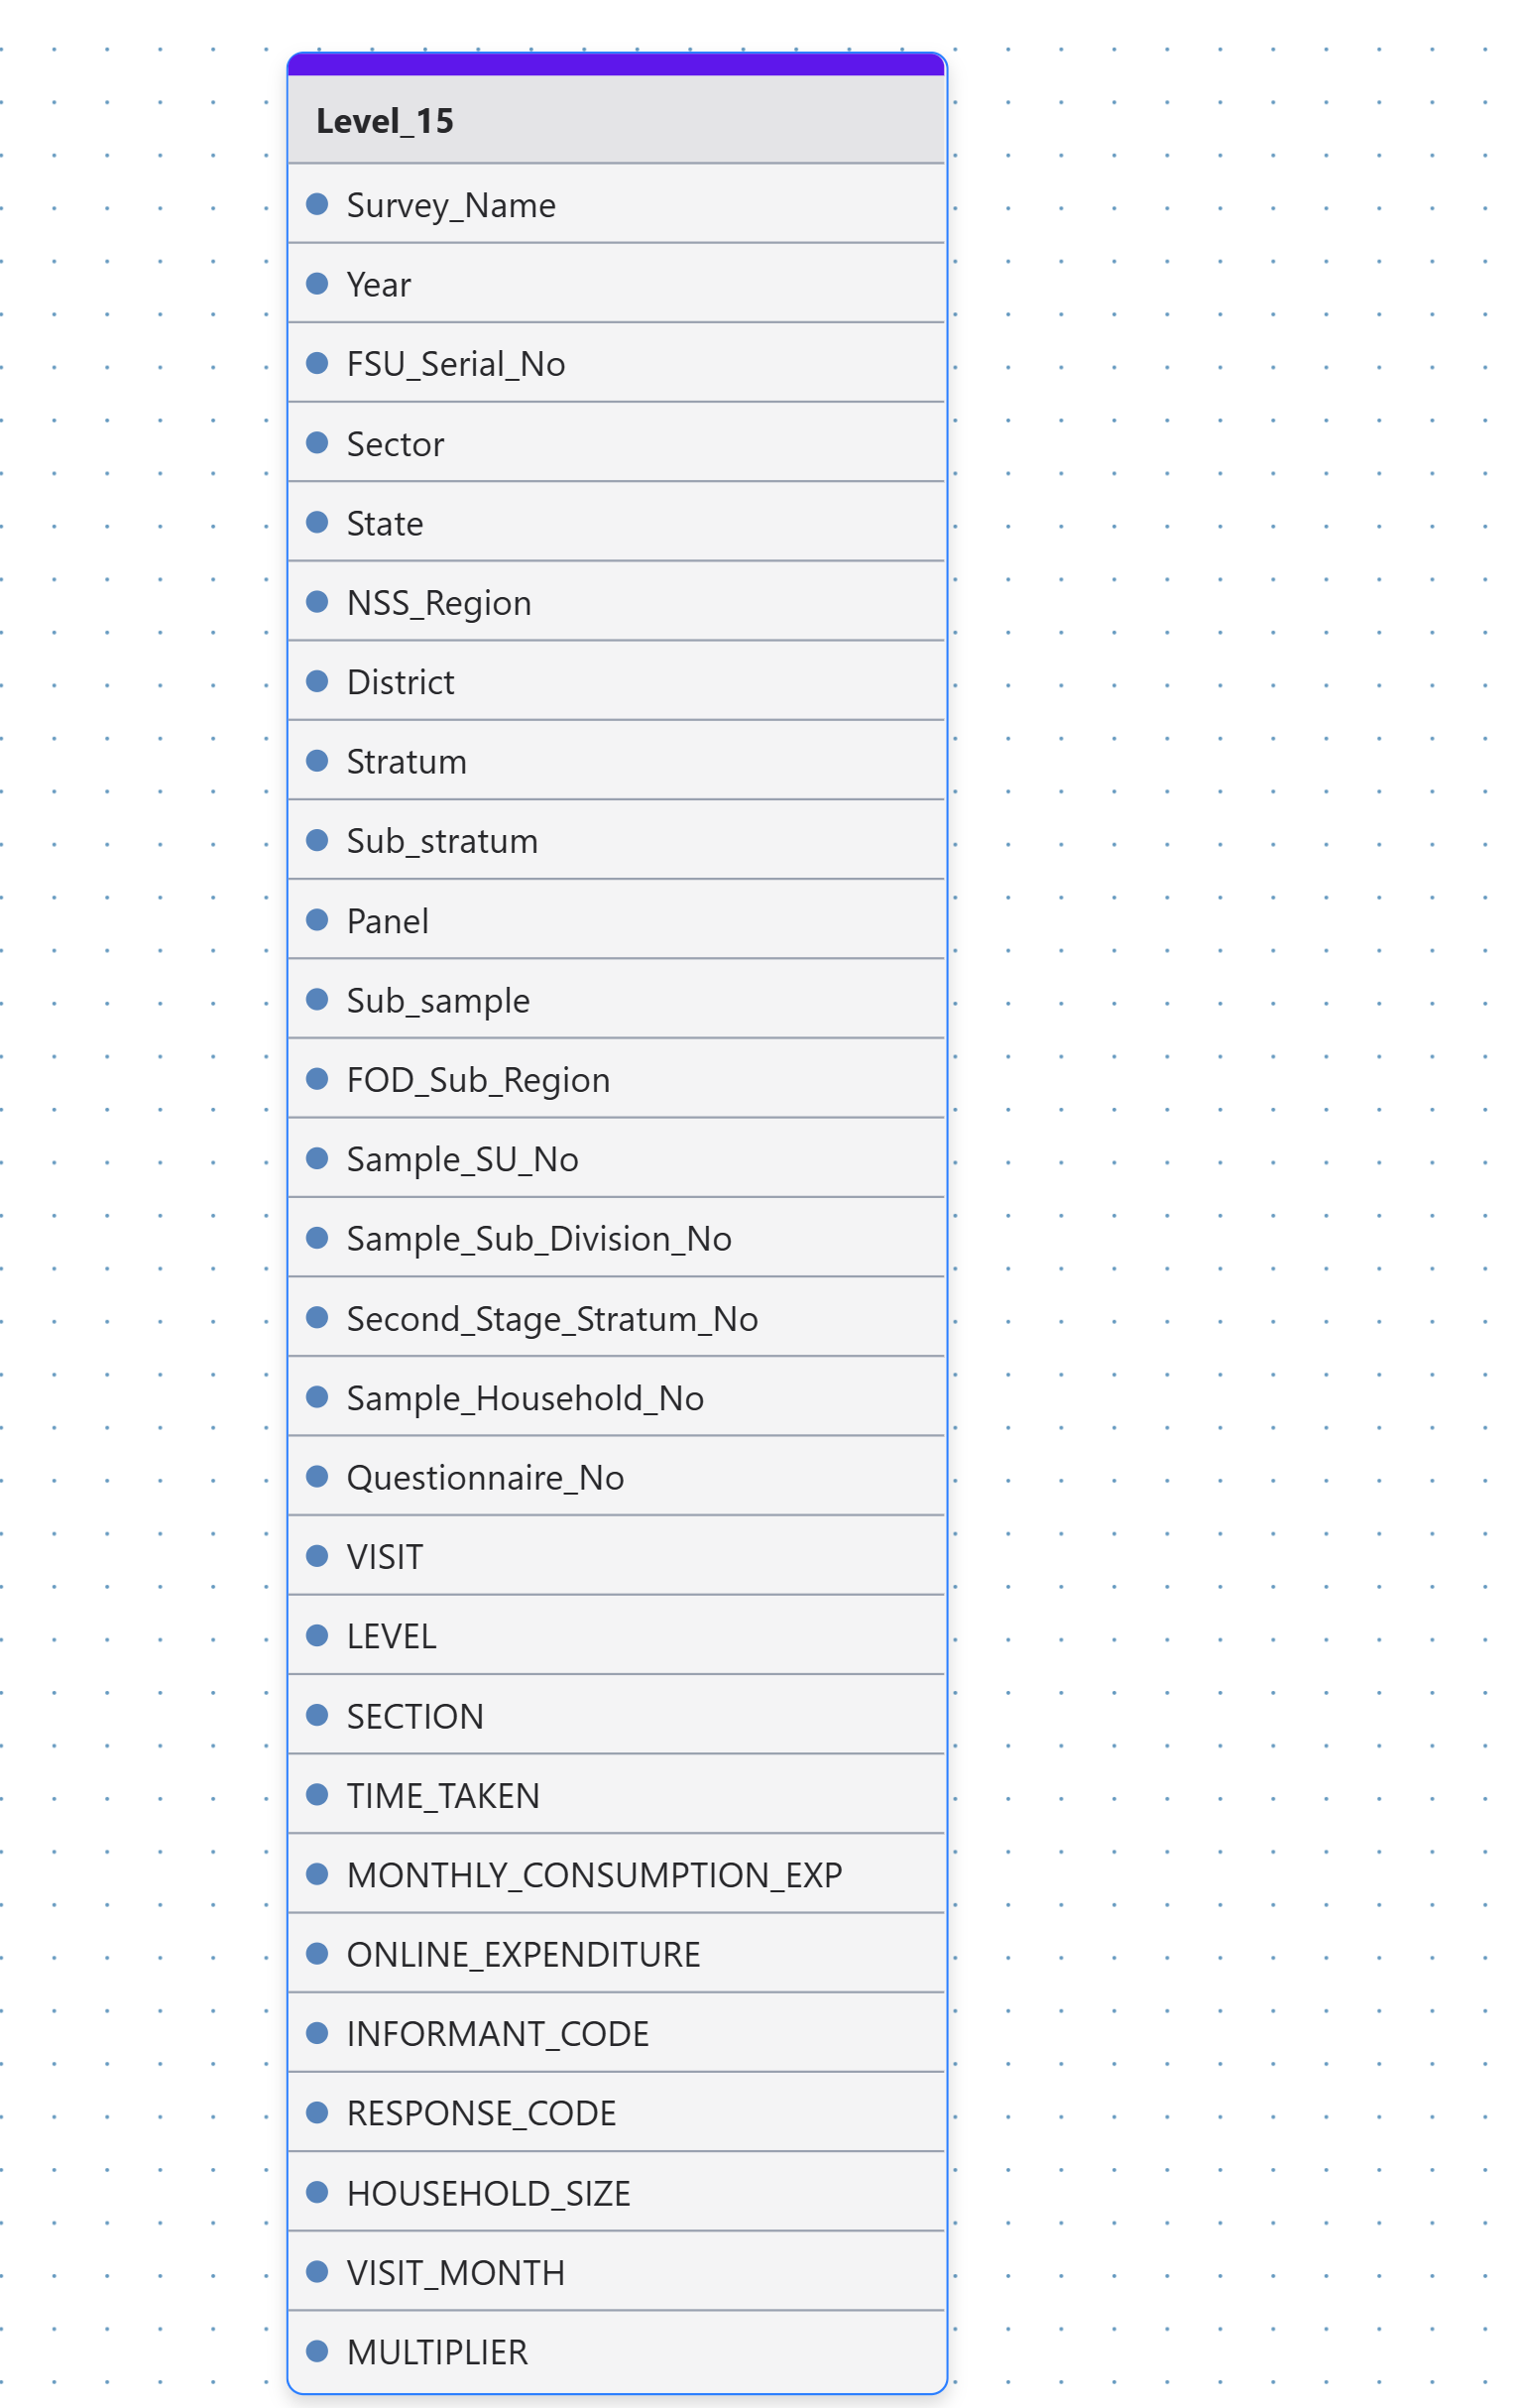 Level_15
Survey_Name
Year
FSU_Serial_No
Sector
State
NSS_Region
District
Stratum
Sub_stratum
Panel
Sub_sample
FOD_Sub_Region
Sample_SU_No
Sample_Sub_Division_No
Second_Stage_Stratum_No
Sample_Household_No
Questionnaire_No
VISIT
LEVEL
SECTION
TIME_TAKEN
MONTHLY_CONSUMPTION_EXP
ONLINE_EXPENDITURE
INFORMANT_CODE
RESPONSE_CODE
HOUSEHOLD_SIZE
VISIT_MONTH
MULTIPLIER